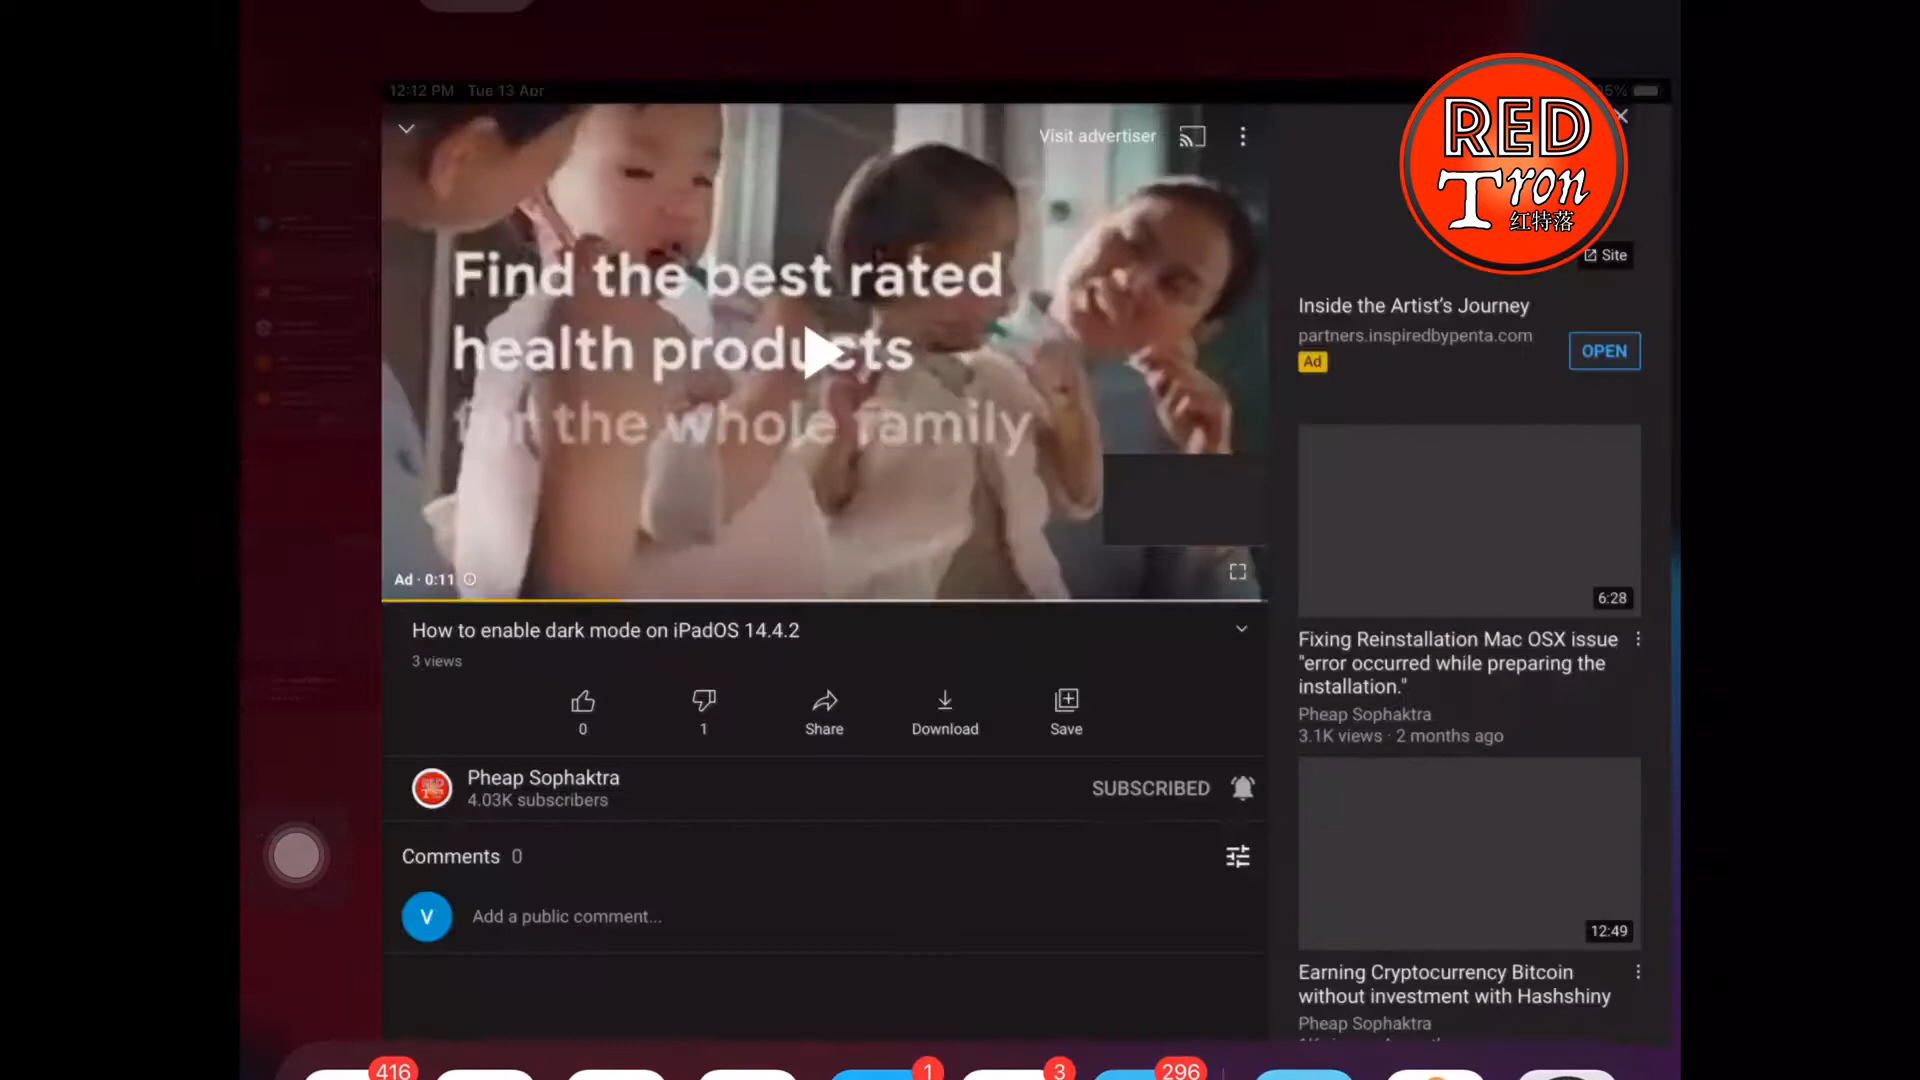 12:12 PM Tue 13 Apr
95%
RED
Tron
红特落
Visit advertiser
Find the best rated
health products
for the whole family
Ad · 0:11
Site
Inside the Artist's Journey
partners.inspiredbypenta.com
Ad
OPEN
How to enable dark mode on iPadOS 14.4.2
3 views
0
1
Share
Download
Save
Pheap Sophaktra
4.03K subscribers
SUBSCRIBED
Comments 0
V
Add a public comment...
6:28
Fixing Reinstallation Mac OSX issue
"error occurred while preparing the
installation."
Pheap Sophaktra
3.1K views · 2 months ago
12:49
Earning Cryptocurrency Bitcoin
without investment with Hashshiny
Pheap Sophaktra
416
1
3
296